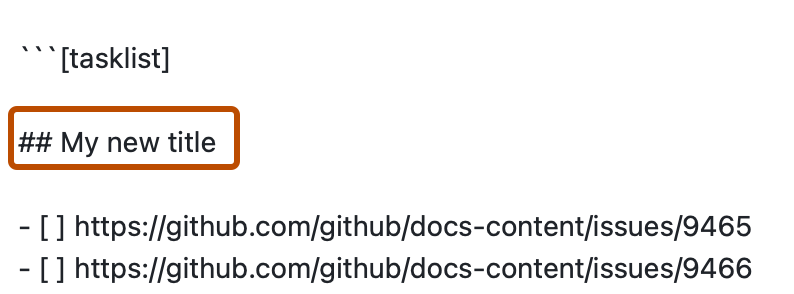 ```[tasklist]
## My new title
- [ ] https://github.com/github/docs-content/issues/9465
- [ ] https://github.com/github/docs-content/issues/9466